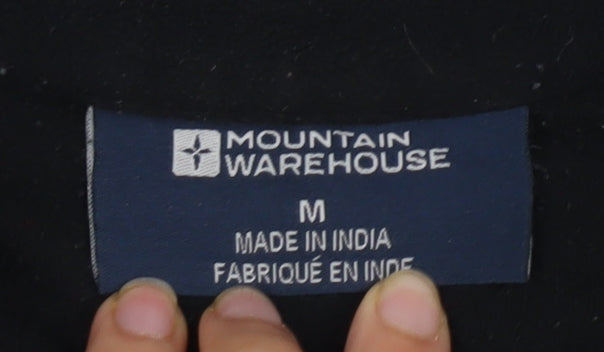 MOUNTAIN
WAREHOUSE
M
MADE IN INDIA
FABRIQUÉ EN INDE